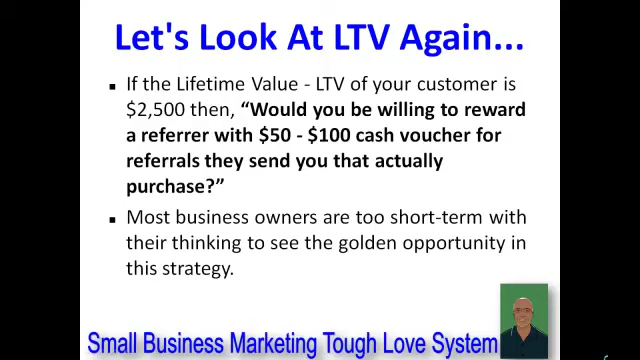 Let's Look At LTV Again...
▪ If the Lifetime Value - LTV of your customer is
$2,500 then, “Would you be willing to reward
a referrer with $50 - $100 cash voucher for
referrals they send you that actually
purchase?”
▪ Most business owners are too short-term with
their thinking to see the golden opportunity in
this strategy.
Small Business Marketing Tough Love System